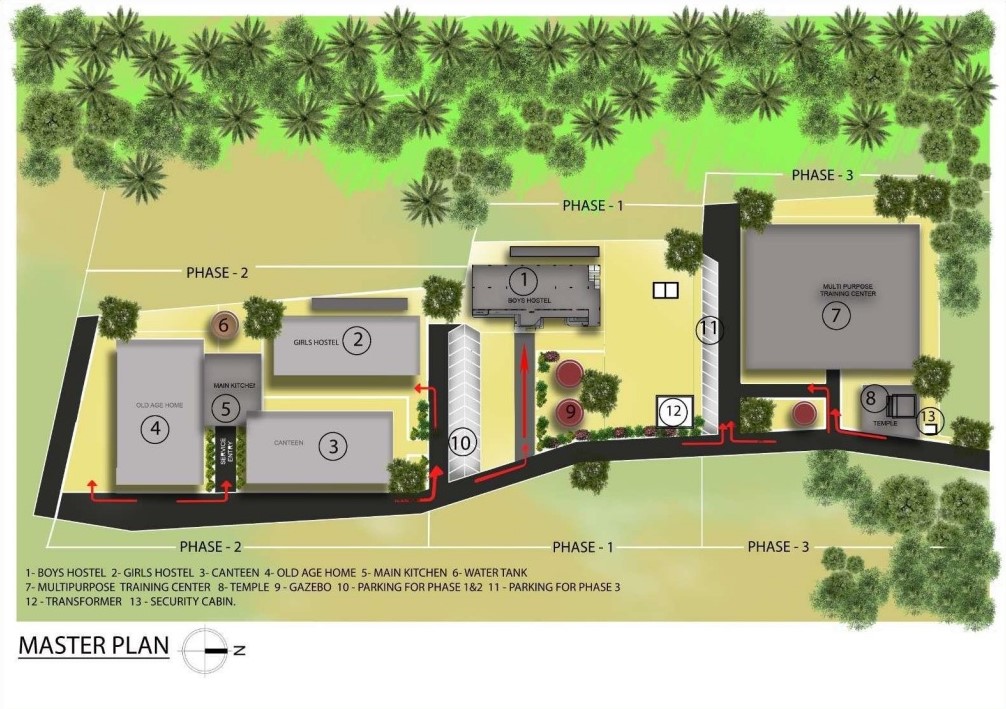 PHASE - 3
PHASE - 1
PHASE - 2
1
BOYS HOSTEL
MULTI PURPOSE
TRAINING CENTER
7
11
6
GIRLS HOSTEL 2
MAIN KITCHEN
5
OLD AGE HOME
4
CANTEEN 3
SERVICE
ENTRY
10
9
12
8
TEMPLE
13
PHASE - 2
PHASE - 1
PHASE - 3
1- BOYS HOSTEL 2- GIRLS HOSTEL 3- CANTEEN 4- OLD AGE HOME 5- MAIN KITCHEN 6- WATER TANK
7- MULTIPURPOSE TRAINING CENTER 8- TEMPLE 9 - GAZEBO 10 - PARKING FOR PHASE 1&2 11 - PARKING FOR PHASE 3
12 - TRANSFORMER 13 - SECURITY CABIN.
MASTER PLAN
N